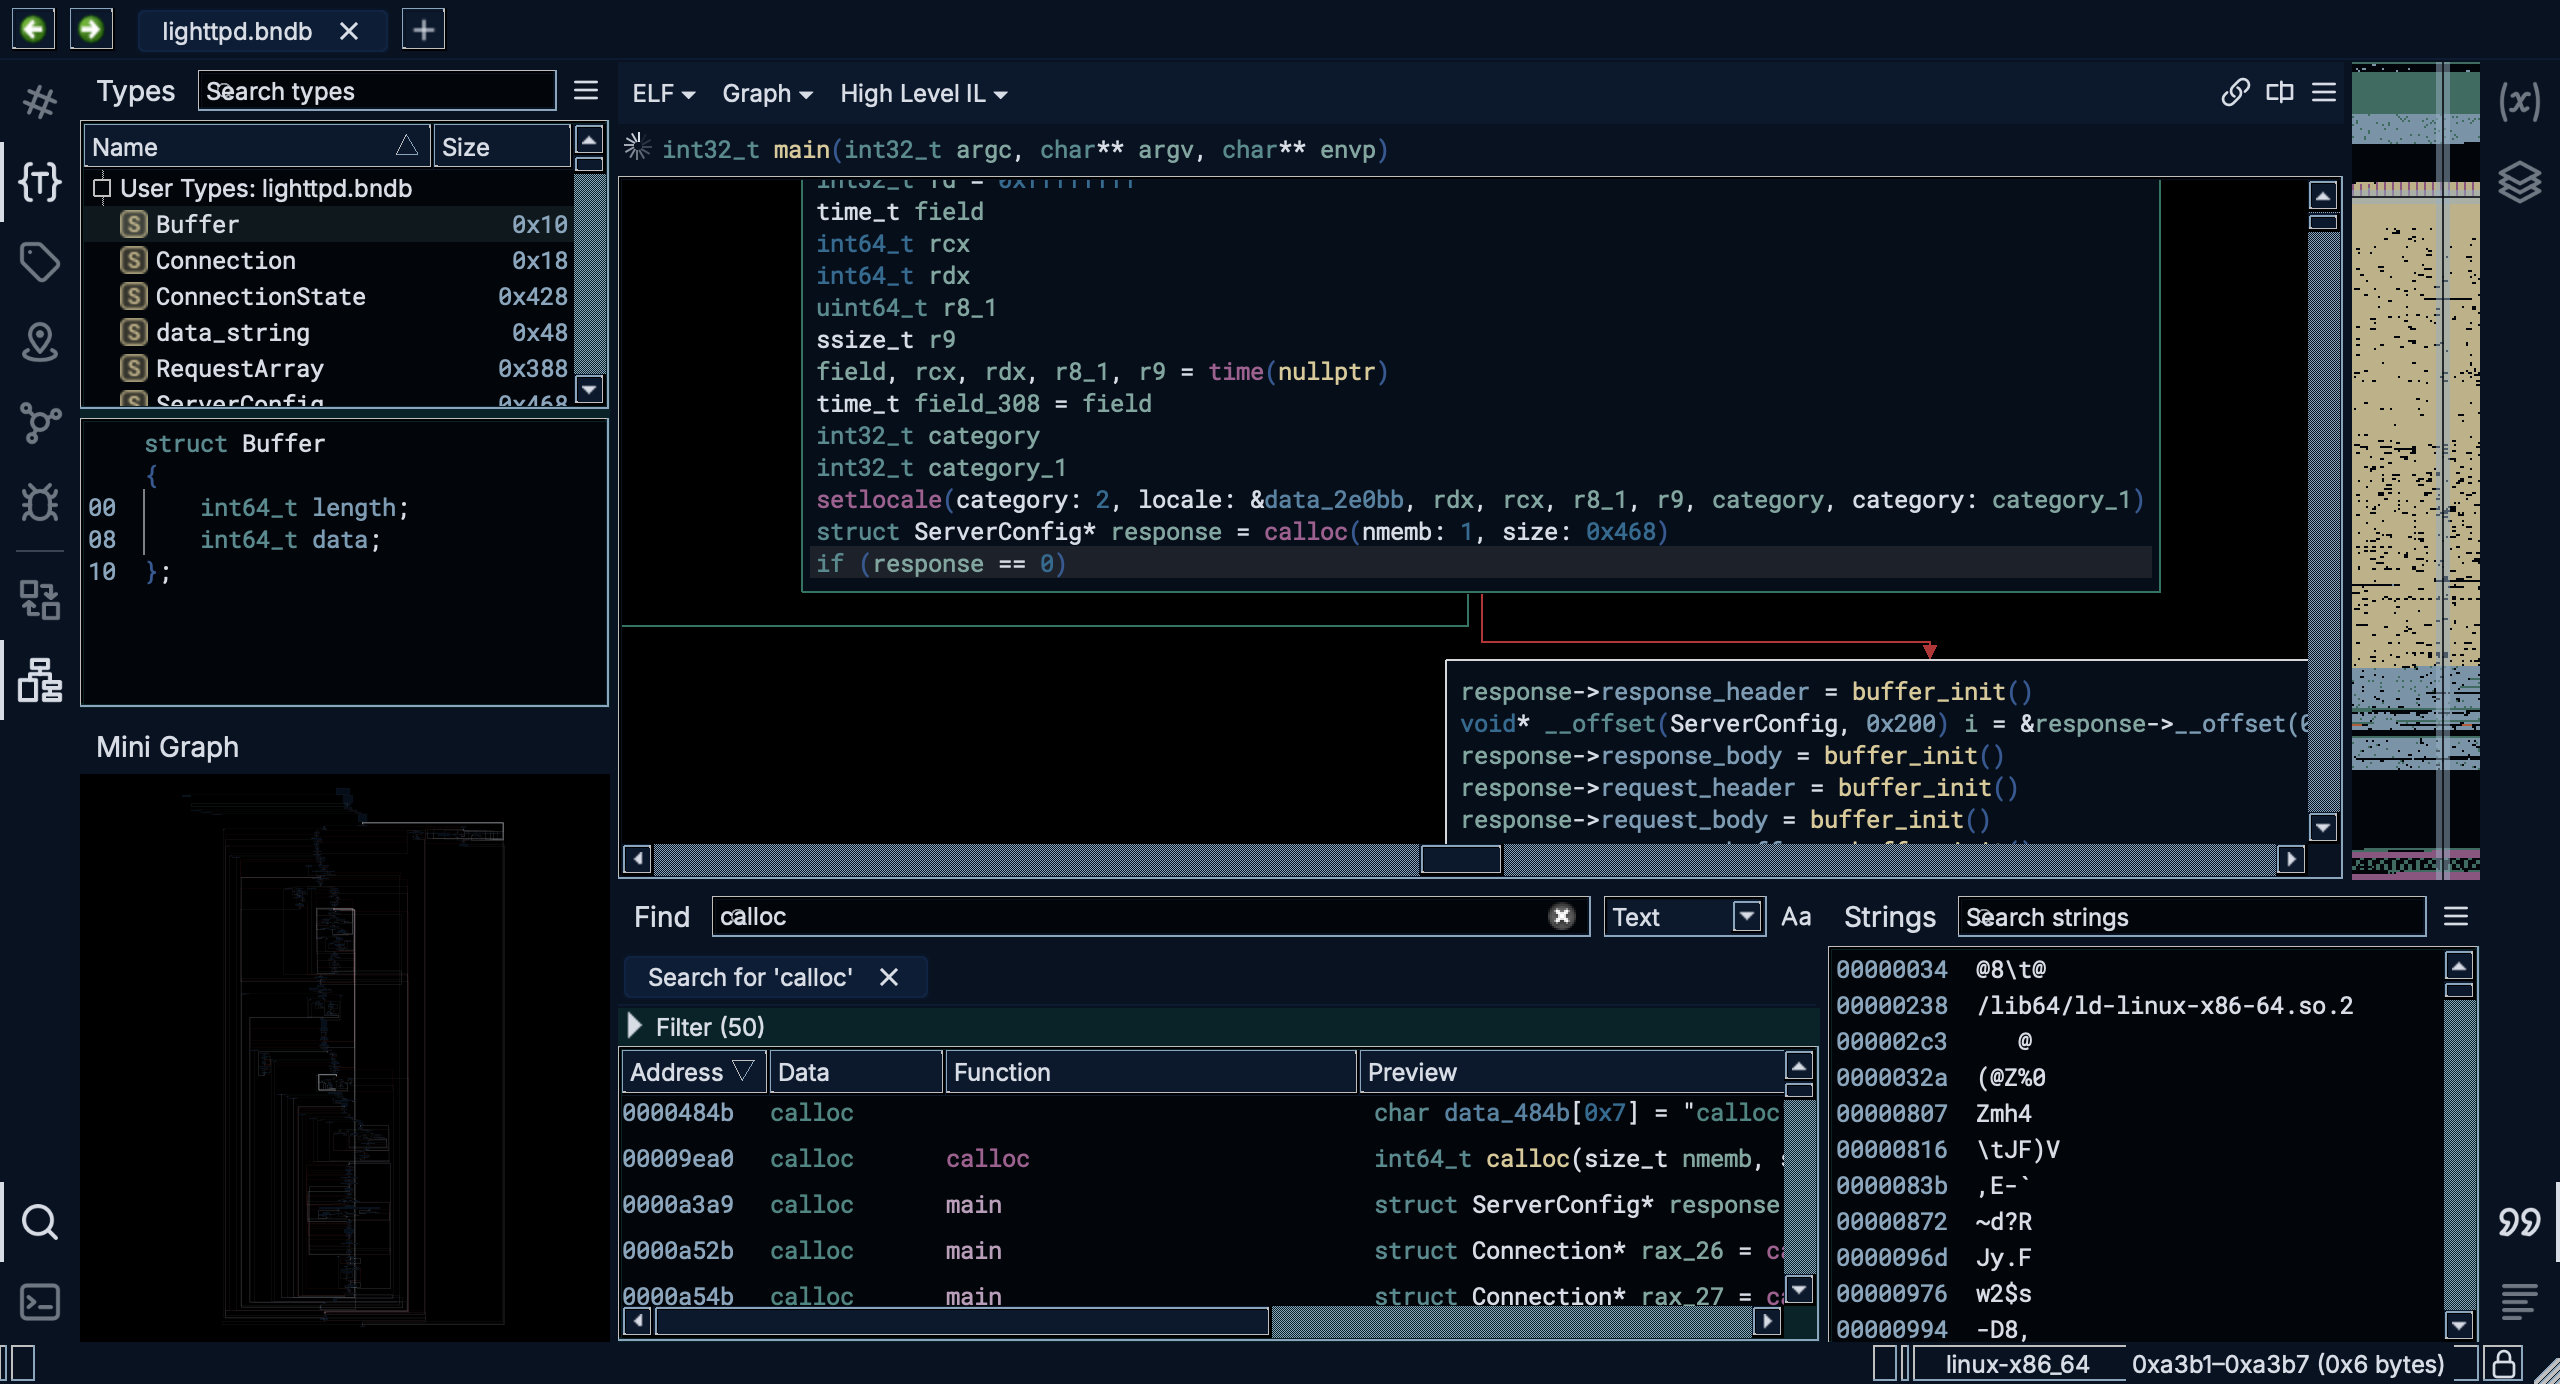 lighttpd.bndb
Types
Search types
Name Size
User Types: lighttpd.bndb
S Buffer 0x10
S Connection 0x18
S ConnectionState 0x428
S data_string 0x48
S RequestArray 0x388
S ServerConfig 0x468
struct Buffer
{
00 int64_t length;
08 int64_t data;
10 };
Mini Graph
ELF Graph High Level IL
int32_t main(int32_t argc, char** argv, char** envp)
int32_t fd = 0xffffffff
time_t field
int64_t rcx
int64_t rdx
uint64_t r8_1
ssize_t r9
field, rcx, rdx, r8_1, r9 = time(nullptr)
time_t field_308 = field
int32_t category
int32_t category_1
setlocale(category: 2, locale: &data_2e0bb, rdx, rcx, r8_1, r9, category, category: category_1)
struct ServerConfig* response = calloc(nmemb: 1, size: 0x468)
if (response == 0)
response->response_header = buffer_init()
void* __offset(ServerConfig, 0x200) i = &response->__offset(0
response->response_body = buffer_init()
response->request_header = buffer_init()
response->request_body = buffer_init()
Find
calloc
Text
Aa
Search for 'calloc'
Filter (50)
Address Data Function Preview
0000484b calloc char data_484b[0x7] = "calloc
00009ea0 calloc calloc int64_t calloc(size_t nmemb,
0000a3a9 calloc main struct ServerConfig* response
0000a52b calloc main struct Connection* rax_26 = ca
0000a54b calloc main struct Connection* rax_27 = ca
Strings
Search strings
00000034 @8\t@
00000238 /lib64/ld-linux-x86-64.so.2
000002c3 @
0000032a (@Z%0
00000807 Zmh4
00000816 \tJF)V
0000083b ,E-`
00000872 ~d?R
0000096d Jy.F
00000976 w2$s
00000994 -D8,
linux-x86_64 0xa3b1–0xa3b7 (0x6 bytes)